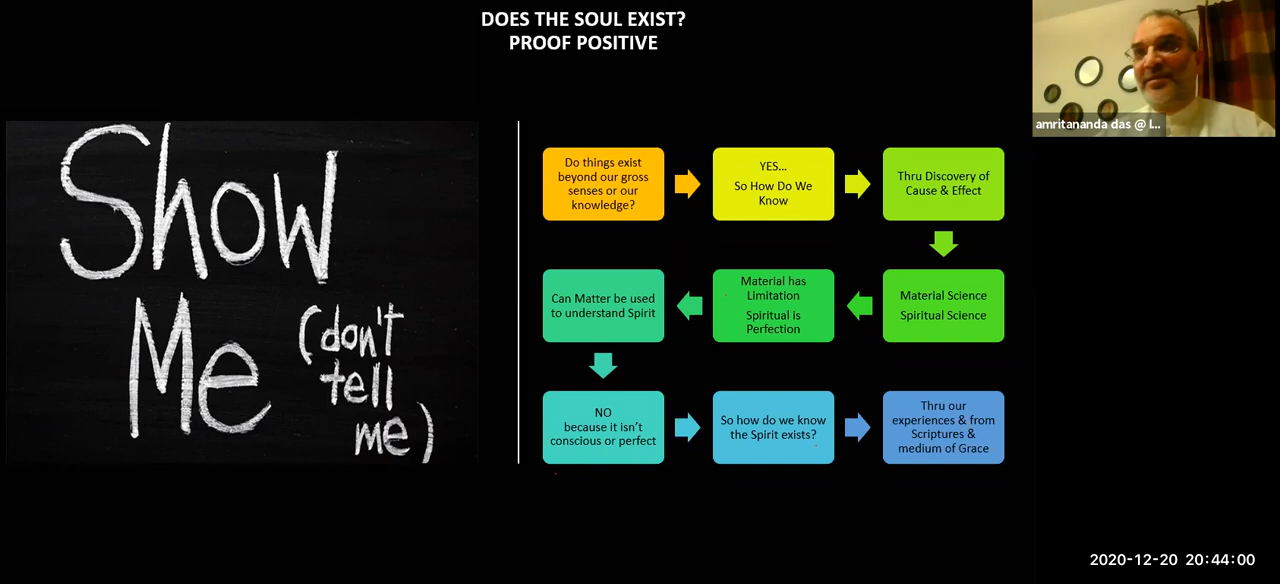 DOES THE SOUL EXIST?
PROOF POSITIVE
amritananda das @ l...
Show
Me
(don't
tell
me)
Do things exist
beyond our gross
senses or our
knowledge?
YES...
So How Do We
Know
Thru Discovery of
Cause & Effect
Material Science
Spiritual Science
Material has
Limitation
Spiritual is
Perfection
Can Matter be used
to understand Spirit
NO
because it isn't
conscious or perfect
So how do we know
the Spirit exists?
Thru our
experiences & from
Scriptures &
medium of Grace
2020-12-20 20:44:00